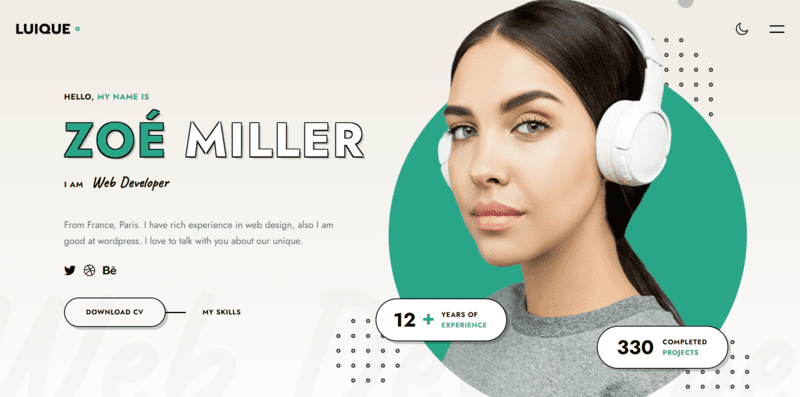 LUIQUE
HELLO, MY NAME IS
ZOÉ MILLER
I AM Web Developer
From France, Paris. I have rich experience in web design, also I am
good at wordpress. I love to talk with you about our unique.
Bē
DOWNLOAD CV
MY SKILLS
12 + YEARS OF
EXPERIENCE
330 COMPLETED
PROJECTS
Web De